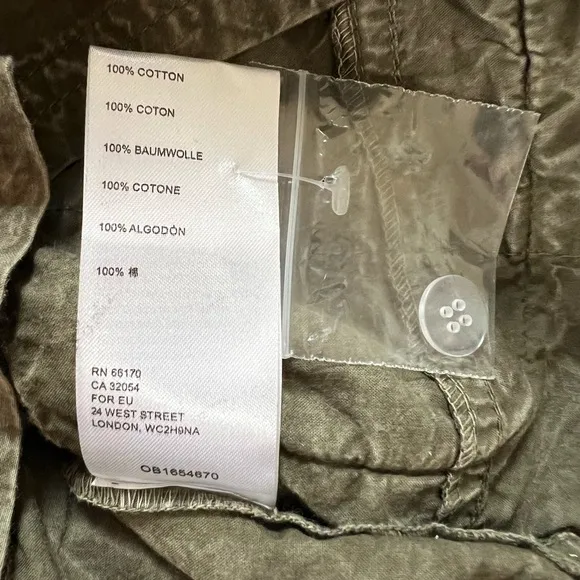 100% COTTON
100% COTON
100% BAUMWOLLE
100% COTONE
100% ALGODÓN
100% 棉
RN 66170
CA 32054
FOR EU
24 WEST STREET
LONDON, WC2H9NA
OB1654670